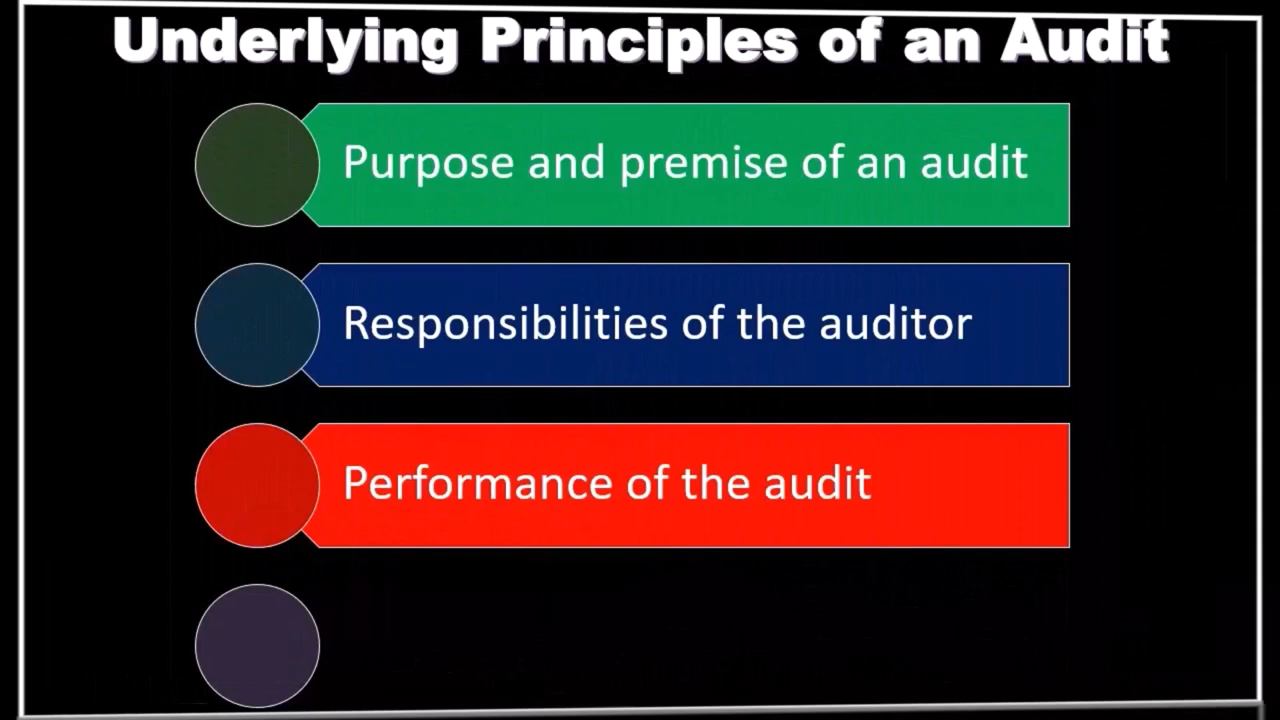 Underlying Principles of an Audit
Purpose and premise of an audit
Responsibilities of the auditor
Performance of the audit